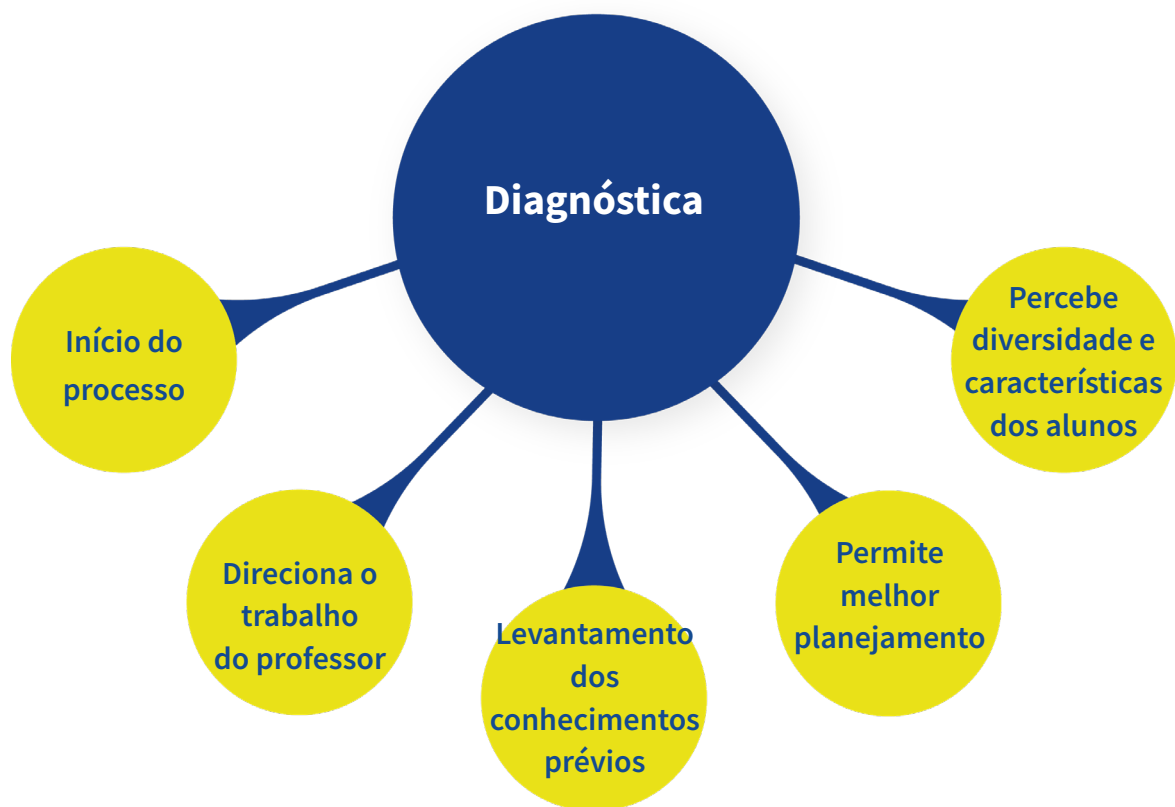 Diagnóstica
Início do
processo
Direciona o
trabalho
do professor
Levantamento
dos
conhecimentos
prévios
Permite
melhor
planejamento
Percebe
diversidade e
características
dos alunos